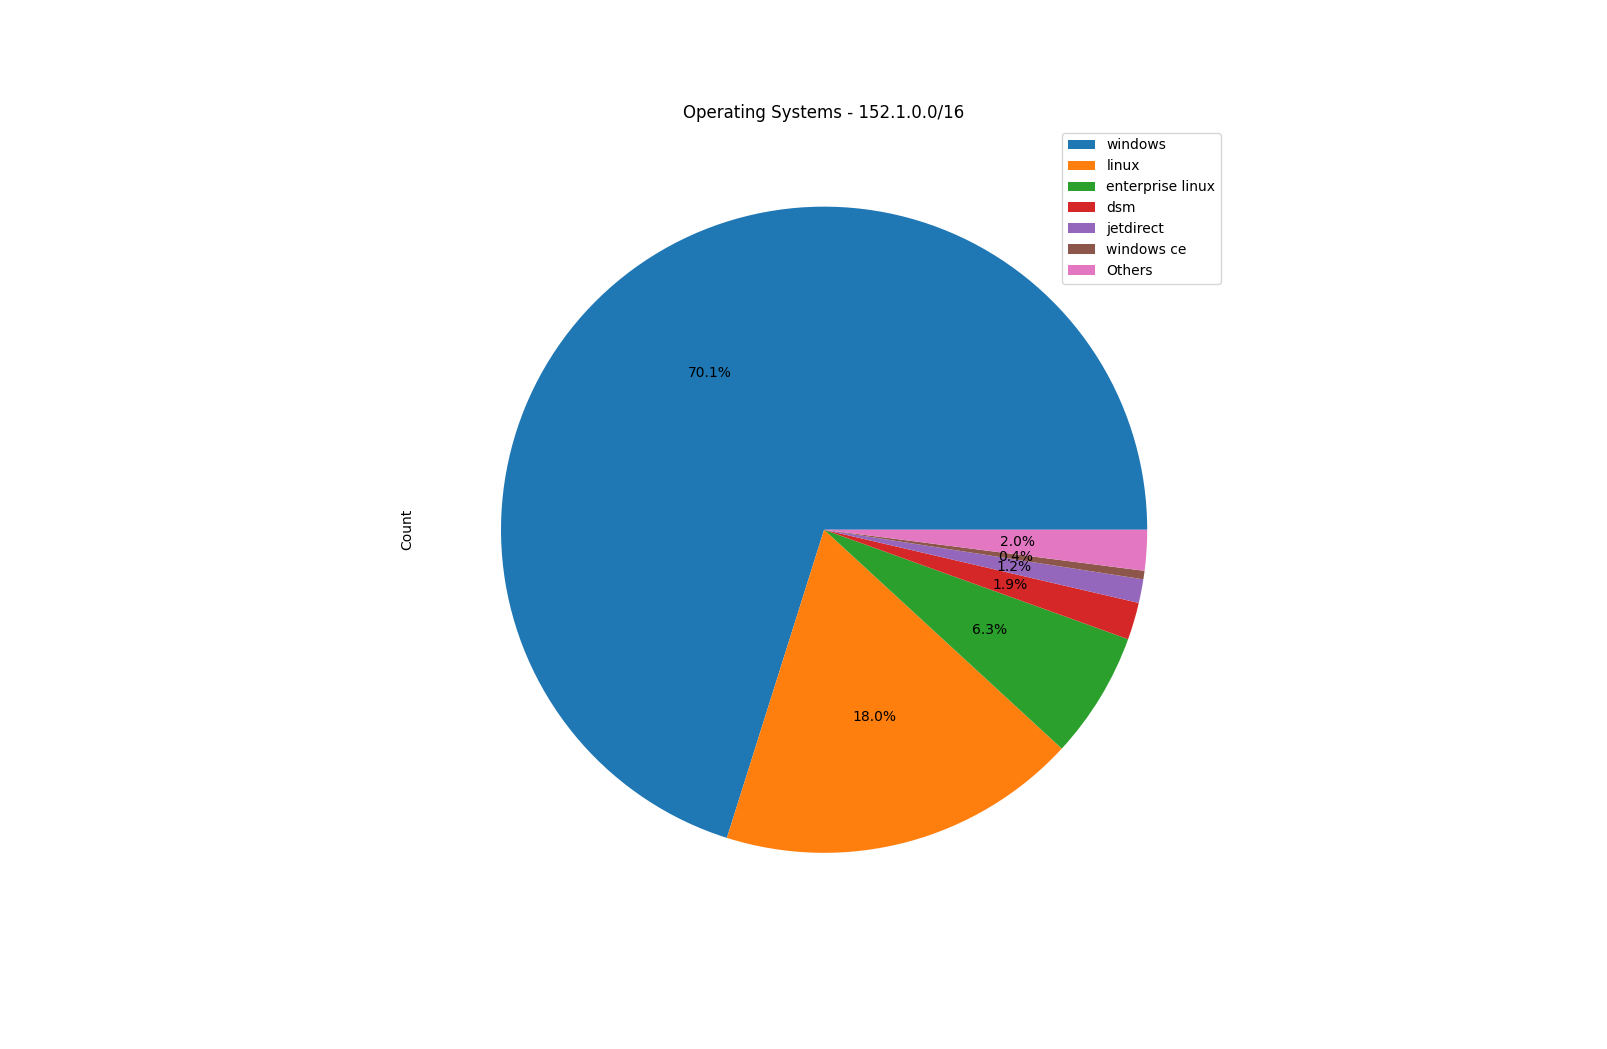 Operating Systems - 152.1.0.0/16
windows
linux
enterprise linux
dsm
jetdirect
windows ce
Others
70.1%
Count
2.0%
0.4%
1.2%
1.9%
6.3%
18.0%